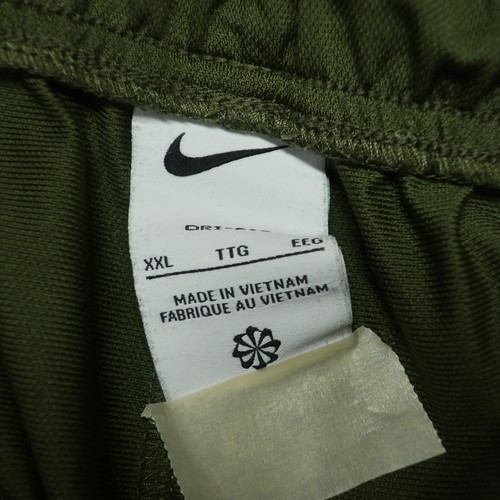 XXL TTG EEG
MADE IN VIETNAM
FABRIQUE AU VIETNAM